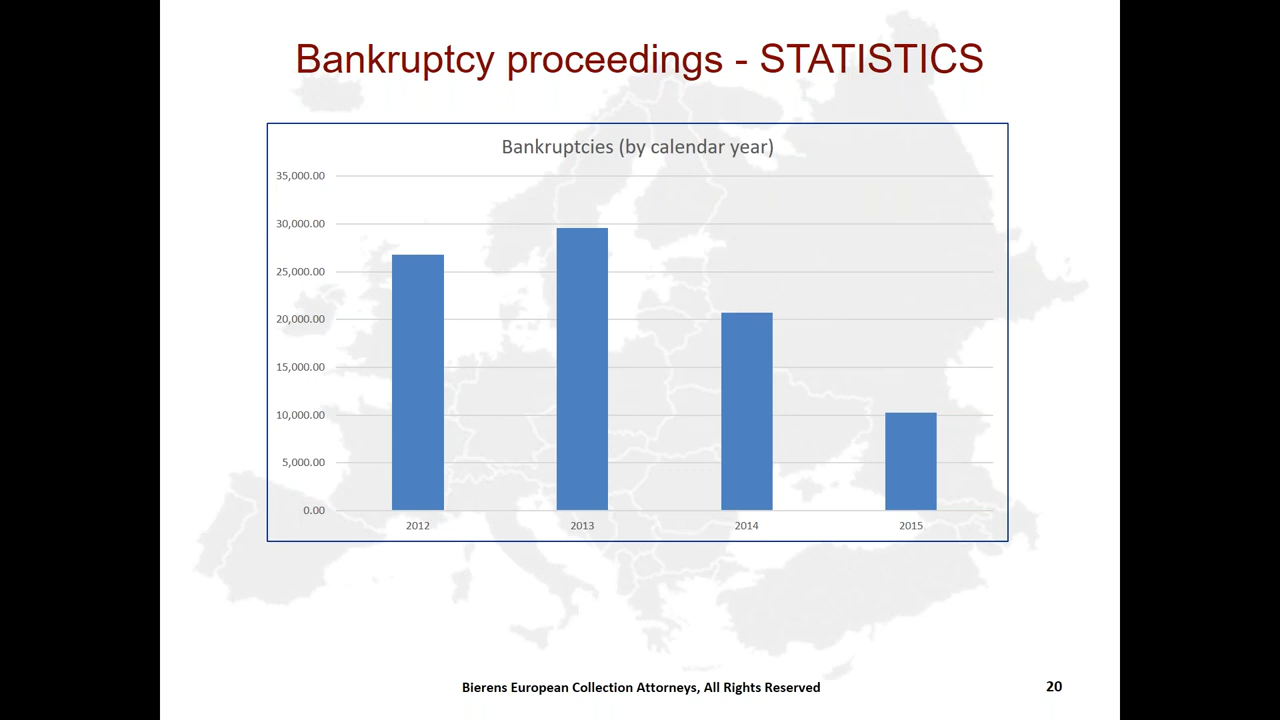 Bankruptcy proceedings - STATISTICS
Bankruptcies (by calendar year)
35,000.00
30,000.00
25,000.00
20,000.00
15,000.00
10,000.00
5,000.00
0.00
2012 2013 2014 2015
Bierens European Collection Attorneys, All Rights Reserved
20